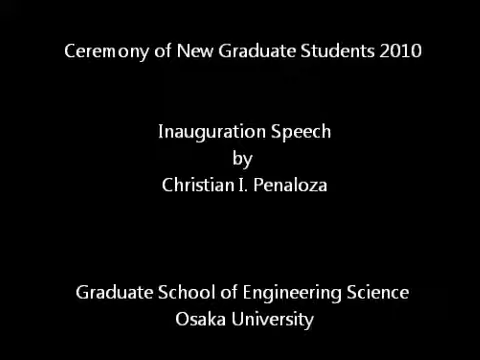 Ceremony of New Graduate Students 2010
Inauguration Speech
by
Christian I. Penaloza
Graduate School of Engineering Science
Osaka University